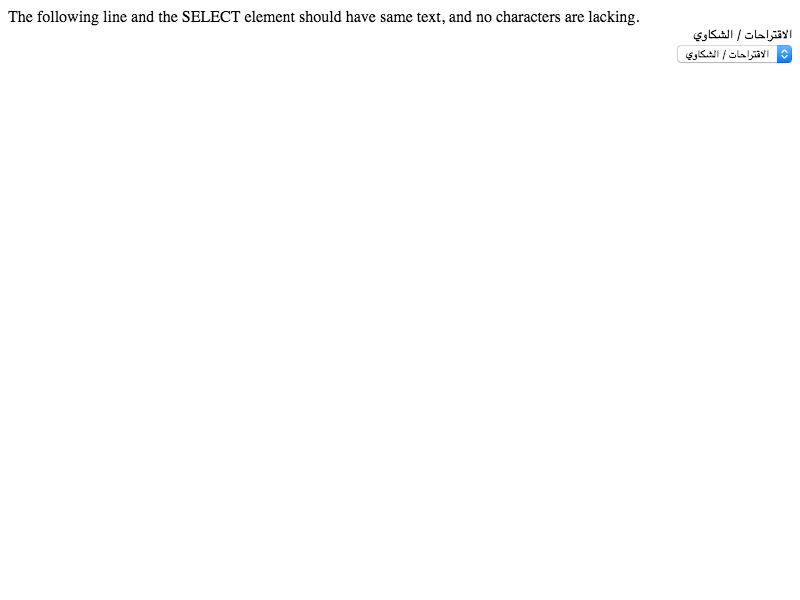 The following line and the SELECT element should have same text, and no characters are lacking.
الاقتراحات / الشكاوي
الاقتراحات / الشكاوي